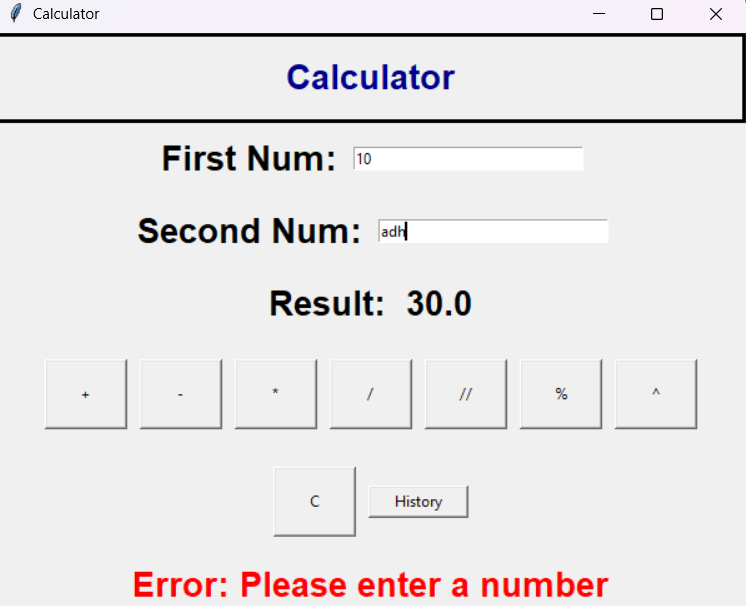 Calculator
Calculator
First Num: 10
Second Num: adh
Result: 30.0
+ - * / // % ^
C History
Error: Please enter a number